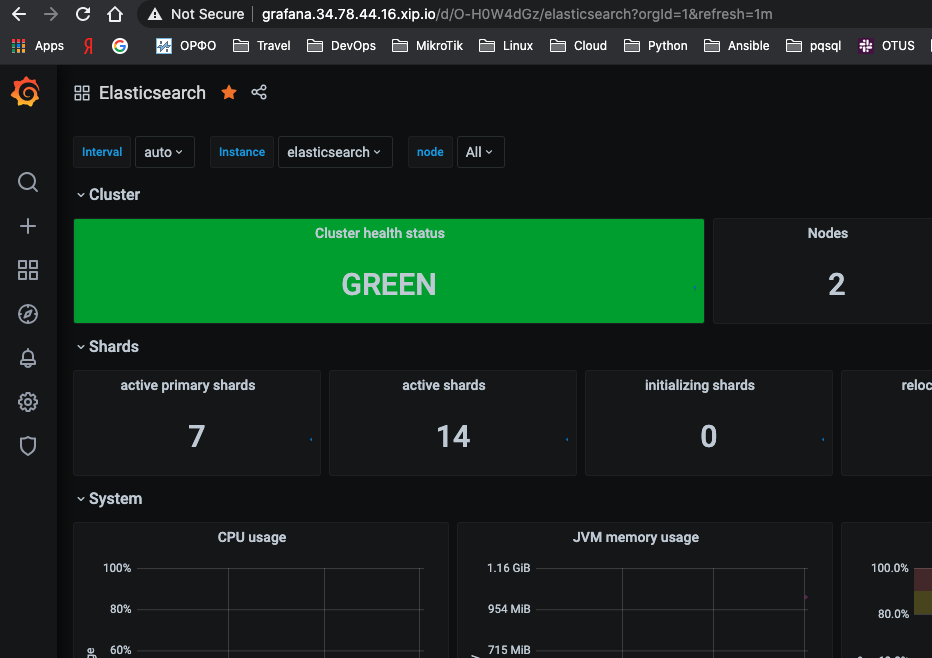 Not Secure grafana.34.78.44.16.xip.io/d/O-H0W4dGz/elasticsearch?orgId=1&refresh=1m
Apps Я G ОРФО Travel DevOps MikroTik Linux Cloud Python Ansible pqsql OTUS
Elasticsearch
Interval auto Instance elasticsearch node All
Cluster
Cluster health status
GREEN
Nodes
2
Shards
active primary shards
7
active shards
14
initializing shards
0
reloc
System
CPU usage
100%
80%
60%
JVM memory usage
1.16 GiB
954 MiB
715 MiB
100.0%
80.0%